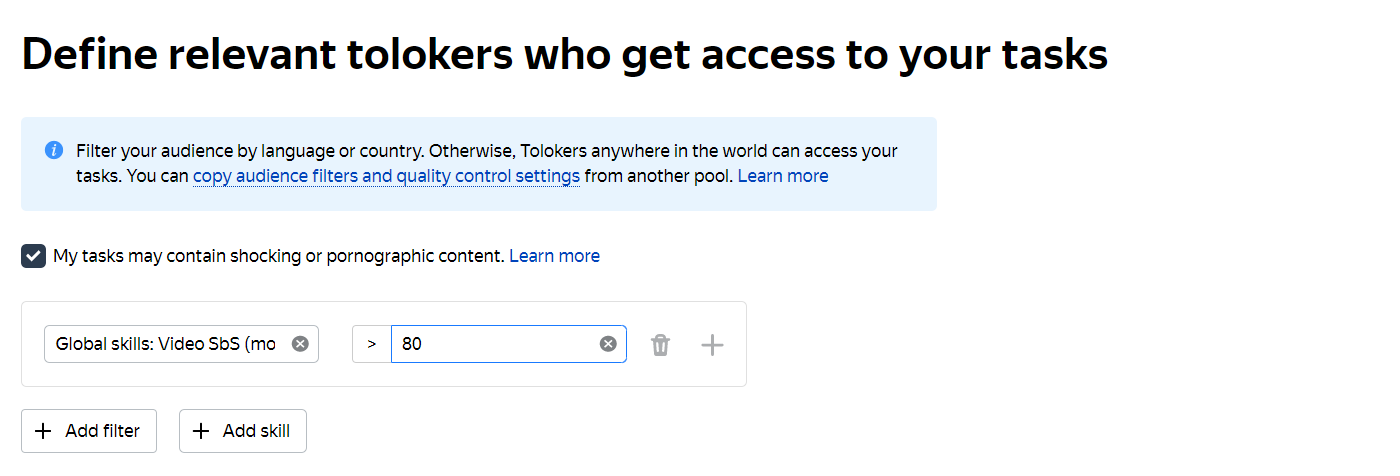 Define relevant tolokers who get access to your tasks
Filter your audience by language or country. Otherwise, Tolokers anywhere in the world can access your
tasks. You can copy audience filters and quality control settings from another pool. Learn more
My tasks may contain shocking or pornographic content. Learn more
Global skills: Video SbS (mo > 80
Add filter Add skill